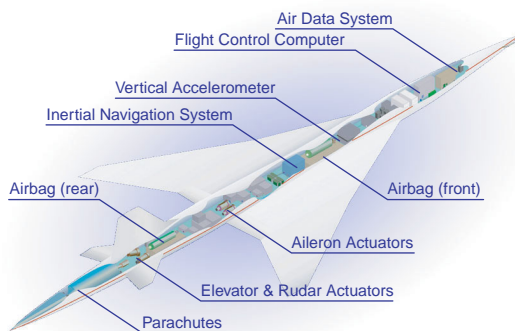 Air Data System
Flight Control Computer
Vertical Accelerometer
Inertial Navigation System
Airbag (rear)
Airbag (front)
Aileron Actuators
Elevator & Rudar Actuators
Parachutes